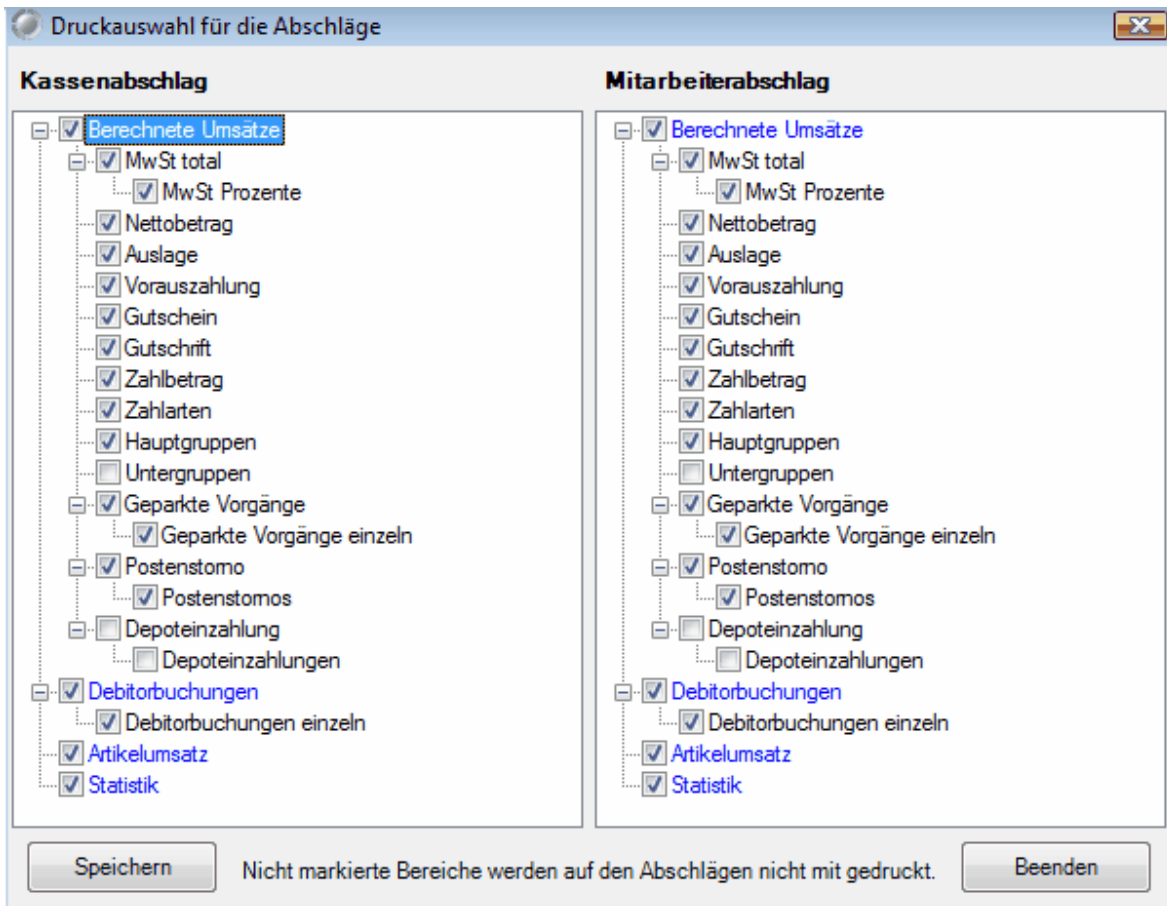 Druckauswahl für die Abschläge
Kassenabschlag
Berechnete Umsätze
MwSt total
MwSt Prozente
Nettobetrag
Auslage
Vorauszahlung
Gutschein
Gutschrift
Zahlbetrag
Zahlarten
Hauptgruppen
Untergruppen
Geparkte Vorgänge
Geparkte Vorgänge einzeln
Postenstorno
Postenstornos
Depoteinzahlung
Depoteinzahlungen
Debitorbuchungen
Debitorbuchungen einzeln
Artikelumsatz
Statistik
Mitarbeiterabschlag
Berechnete Umsätze
MwSt total
MwSt Prozente
Nettobetrag
Auslage
Vorauszahlung
Gutschein
Gutschrift
Zahlbetrag
Zahlarten
Hauptgruppen
Untergruppen
Geparkte Vorgänge
Geparkte Vorgänge einzeln
Postenstorno
Postenstornos
Depoteinzahlung
Depoteinzahlungen
Debitorbuchungen
Debitorbuchungen einzeln
Artikelumsatz
Statistik
Speichern
Nicht markierte Bereiche werden auf den Abschlägen nicht mit gedruckt.
Beenden